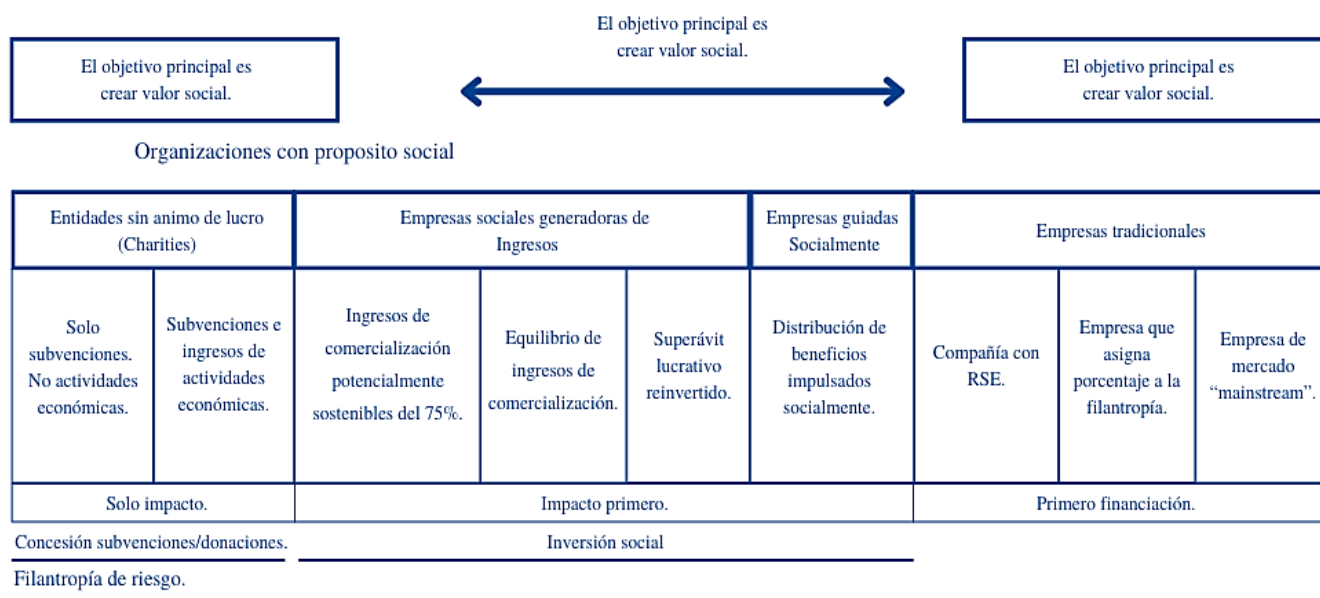 El objetivo principal es
crear valor social.
El objetivo principal es
crear valor social.
El objetivo principal es
crear valor social.
Organizaciones con proposito social
Entidades sin animo de lucro
(Charities)
Empresas sociales generadoras de
Ingresos
Empresas guiadas
Socialmente
Empresas tradicionales
Solo
subvenciones.
No actividades
económicas.
Subvenciones e
ingresos de
actividades
económicas.
Ingresos de
comercialización
potencialmente
sostenibles del 75%.
Equilibrio de
ingresos de
comercialización.
Superávit
lucrativo
reinvertido.
Distribución de
beneficios
impulsados
socialmente.
Compañía con
RSE.
Empresa que
asigna
porcentaje a la
filantropía.
Empresa de
mercado
“mainstream”.
Solo impacto.
Impacto primero.
Primero financiación.
Concesión subvenciones/donaciones.
Inversión social
Filantropía de riesgo.